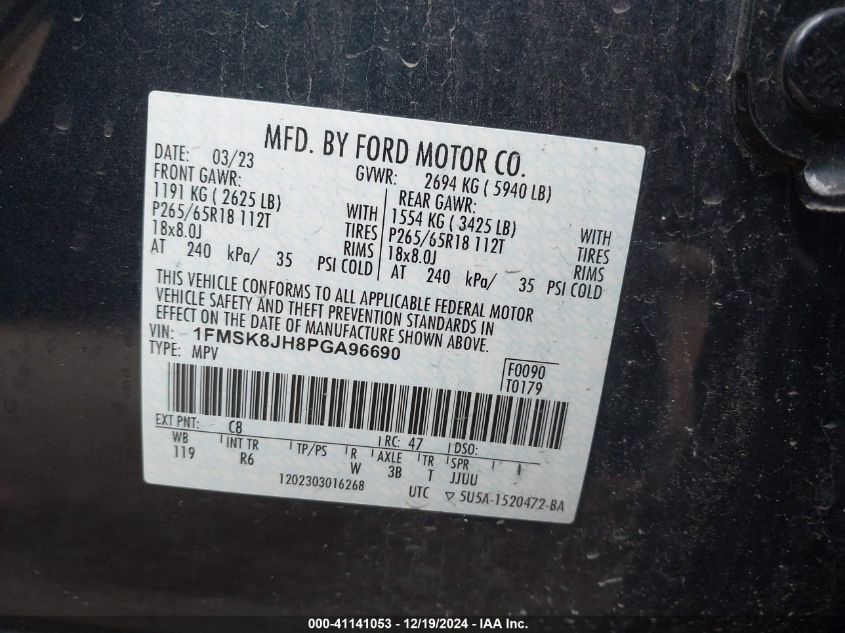 MFD. BY FORD MOTOR CO.
DATE: 03/23 GVWR: 2694 KG ( 5940 LB)
FRONT GAWR: REAR GAWR:
1191 KG ( 2625 LB) WITH 1554 KG ( 3425 LB) WITH
P265/65R18 112T TIRES P265/65R18 112T TIRES
18x8.0J RIMS 18x8.0J RIMS
AT 240 kPa/ 35 PSI COLD AT 240 kPa/ 35 PSI COLD
THIS VEHICLE CONFORMS TO ALL APPLICABLE FEDERAL MOTOR
VEHICLE SAFETY AND THEFT PREVENTION STANDARDS IN
EFFECT ON THE DATE OF MANUFACTURE SHOWN ABOVE.
VIN: 1FMSK8JH8PGA96690
TYPE: MPV
F0090
T0179
EXT PNT: C8 RC: 47 DSO:
WB INT TR TP/PS R AXLE TR SPR
119 R6 W 3B T JJUU
1202303016268 UTC ▽ 5U5A-1520472-BA
000-41141053 - 12/19/2024 - IAA Inc.